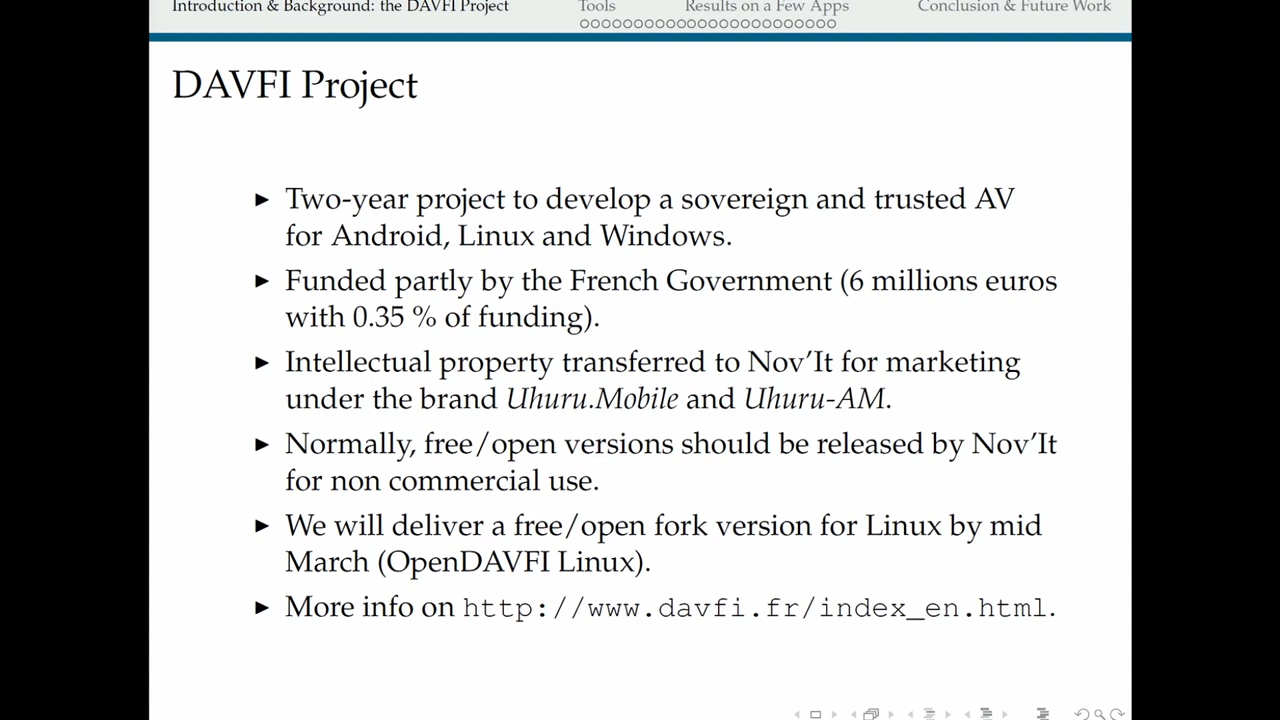 Introduction & Background: the DAVFI Project Tools Results on a Few Apps Conclusion & Future Work
DAVFI Project
Two-year project to develop a sovereign and trusted AV
for Android, Linux and Windows.
Funded partly by the French Government (6 millions euros
with 0.35 % of funding).
Intellectual property transferred to Nov'It for marketing
under the brand Uhuru.Mobile and Uhuru-AM.
Normally, free/open versions should be released by Nov'It
for non commercial use.
We will deliver a free/open fork version for Linux by mid
March (OpenDAVFI Linux).
More info on http://www.davfi.fr/index_en.html.